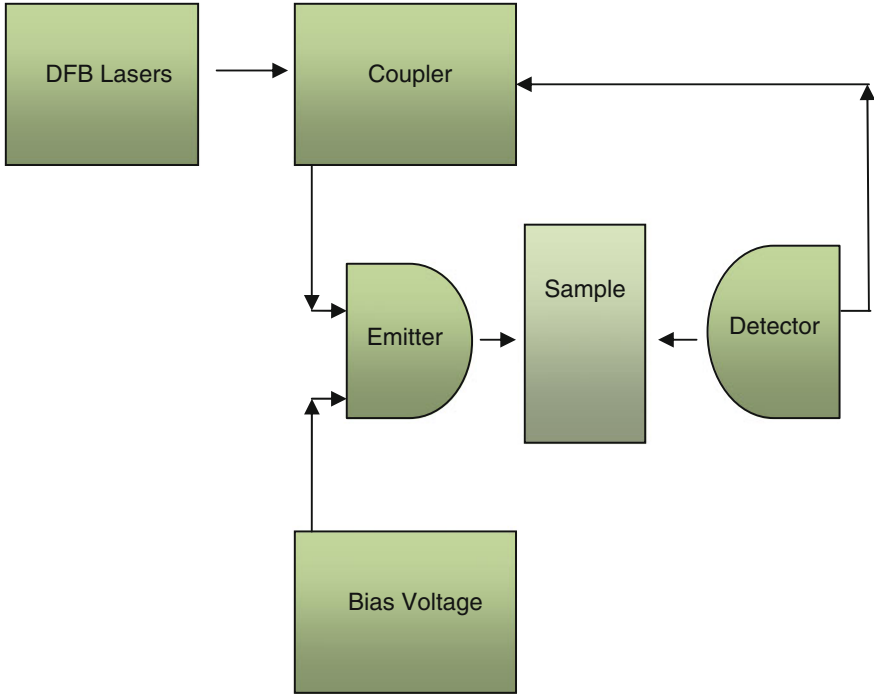 DFB Lasers
Coupler
Sample
Detector
Emitter
Bias Voltage